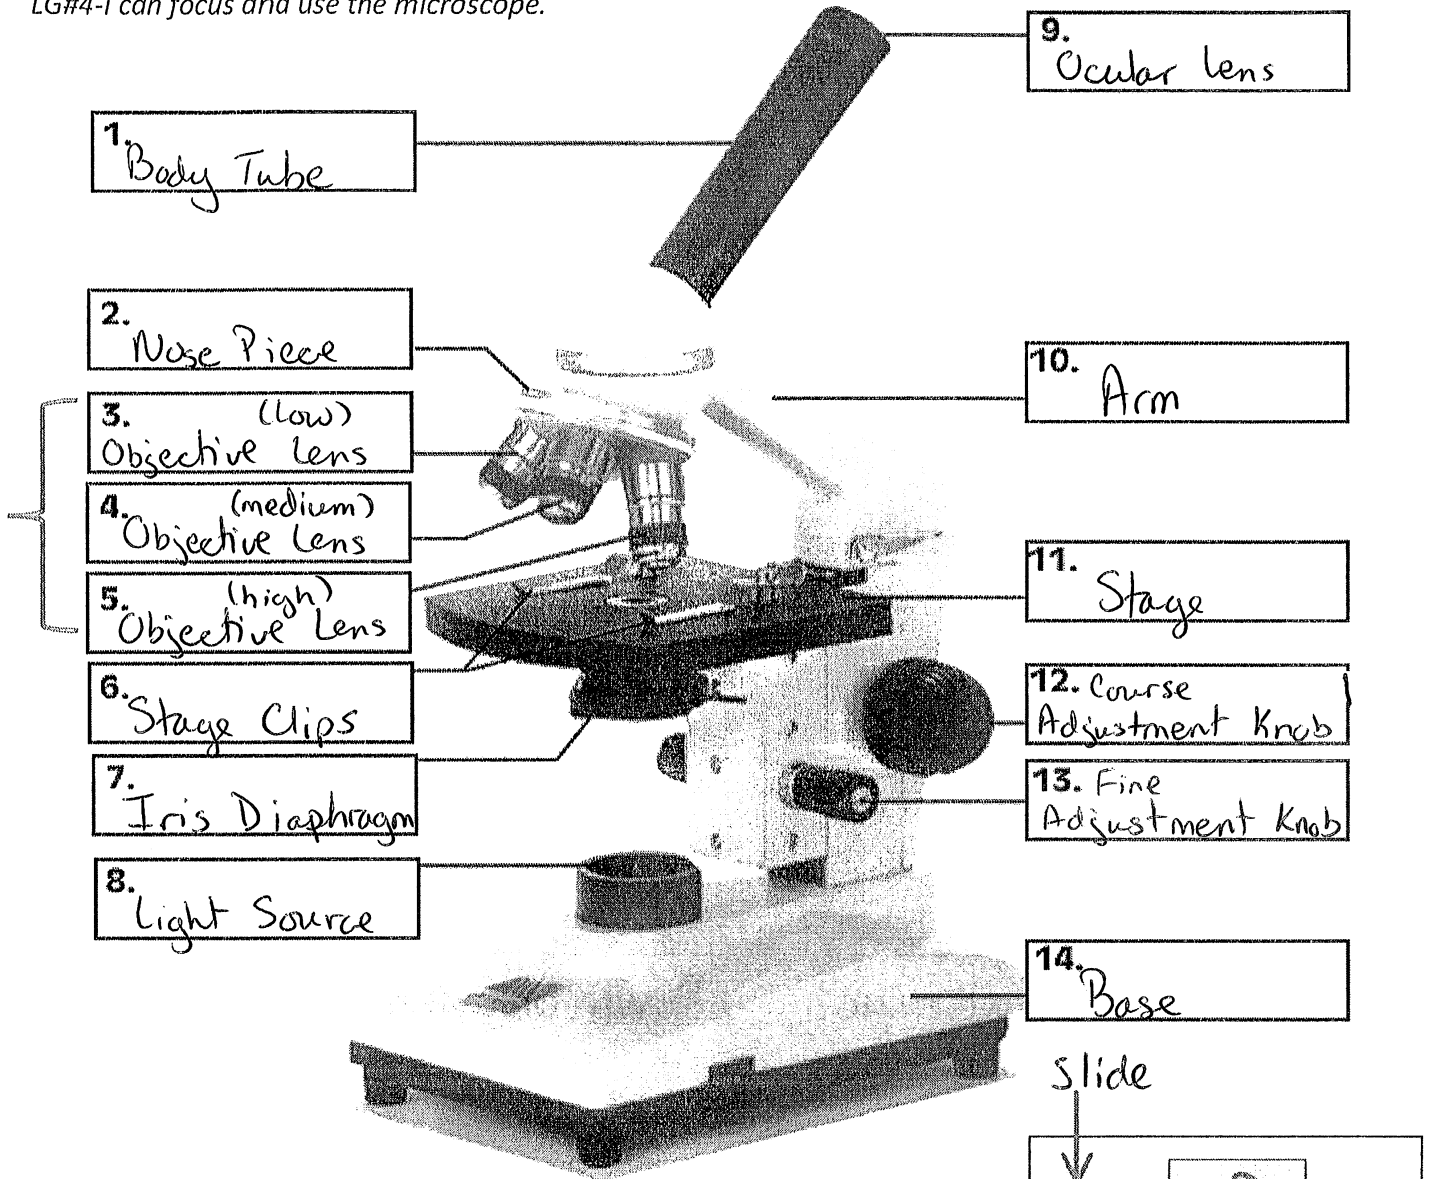 LG#4-I can focus and use the microscope.
1.
Body Tube
2.
Nose Piece
3. (low)
Objective Lens
4. (medium)
Objective Lens
5. (high)
Objective Lens
6.
Stage Clips
7.
Iris Diaphragm
8.
Light Source
9.
Ocular lens
10.
Arm
11.
Stage
12. Course
Adjustment Knob
13. Fine
Adjustment Knob
14.
Base
slide